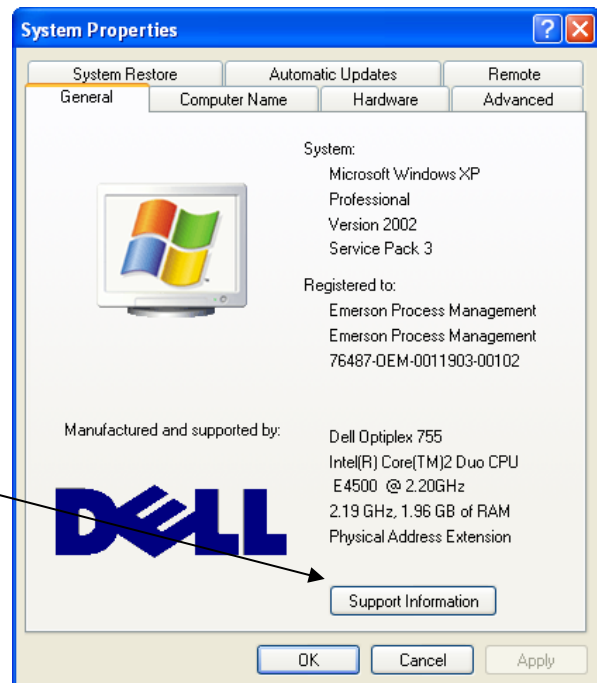 System Properties
System Restore Automatic Updates Remote
General Computer Name Hardware Advanced
System:
Microsoft Windows XP
Professional
Version 2002
Service Pack 3
Registered to:
Emerson Process Management
Emerson Process Management
76487-OEM-0011903-00102
Manufactured and supported by:
DELL
Dell Optiplex 755
Intel(R) Core(TM)2 Duo CPU
E4500 @ 2.20GHz
2.19 GHz, 1.96 GB of RAM
Physical Address Extension
Support Information
OK Cancel Apply